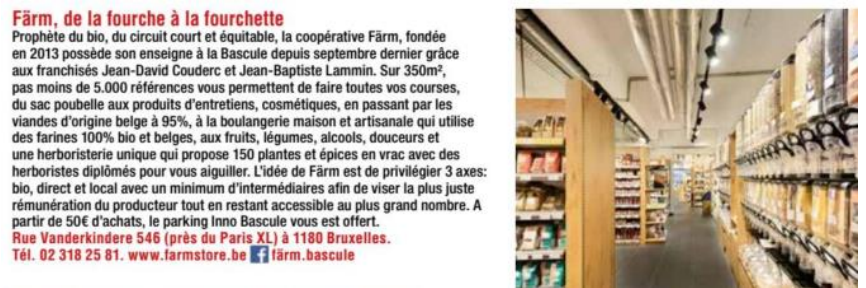 Färm, de la fourche à la fourchette
Prophète du bio, du circuit court et équitable, la coopérative Färm, fondée
en 2013 possède son enseigne à la Bascule depuis septembre dernier grâce
aux franchisés Jean-David Couderc et Jean-Baptiste Lammin. Sur 350m²,
pas moins de 5.000 références vous permettent de faire toutes vos courses,
du sac poubelle aux produits d'entretiens, cosmétiques, en passant par les
viandes d'origine belge à 95%, à la boulangerie maison et artisanale qui utilise
des farines 100% bio et belges, aux fruits, légumes, alcools, douceurs et
une herboristerie unique qui propose 150 plantes et épices en vrac avec des
herboristes diplômés pour vous aiguiller. L'idée de Färm est de privilégier 3 axes:
bio, direct et local avec un minimum d'intermédiaires afin de viser la plus juste
rémunération du producteur tout en restant accessible au plus grand nombre. A
partir de 50€ d'achats, le parking Inno Bascule vous est offert.
Rue Vanderkindere 546 (près du Paris XL) à 1180 Bruxelles.
Tél. 02 318 25 81. www.farmstore.be f färm.bascule